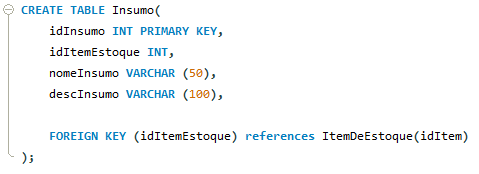 CREATE TABLE Insumo(
idInsumo INT PRIMARY KEY,
idItemEstoque INT,
nomeInsumo VARCHAR (50),
descInsumo VARCHAR (100),
FOREIGN KEY (idItemEstoque) references ItemDeEstoque(idItem)
);